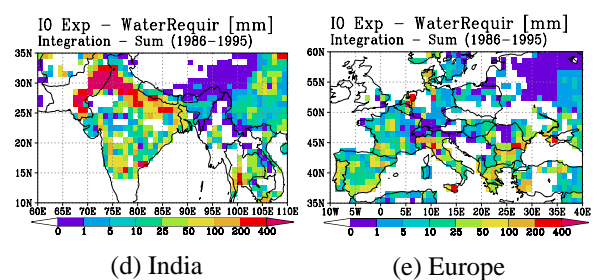 IO Exp - WaterRequir [mm]
Integration - Sum (1986-1995)
35N
30N
25N
20N
15N
10N
60E 65E 70E 75E 80E 85E 90E 95E 100E 10E
0 1 5 10 25 50 100 200 400
(d) India
IO Exp - WaterRequir [mm]
Integration - Sum (1986-1995)
60N
55N
50N
45N
40N
35N
10W 5W 0 5E 10E 15E 20E 25E 30E 35E 40E
0 1 5 10 25 50 100 200 400
(e) Europe